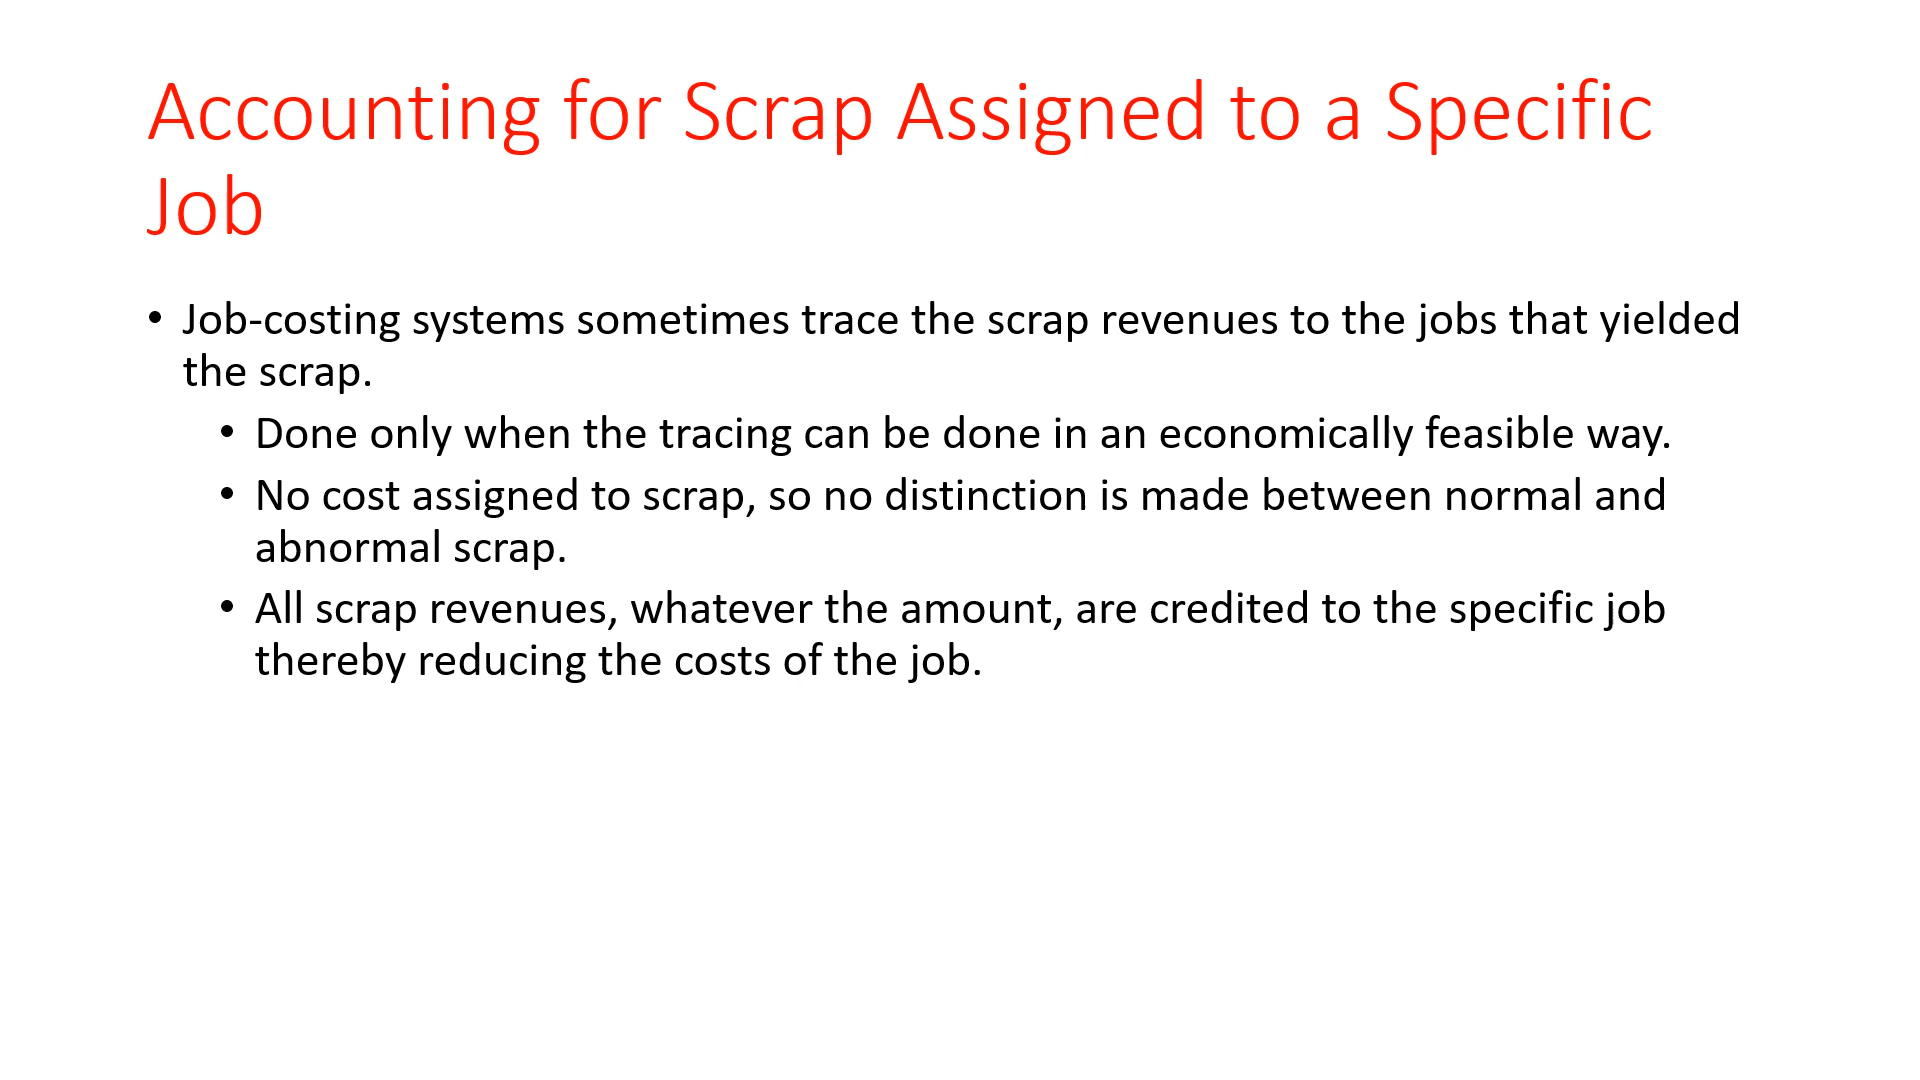 Accounting for Scrap Assigned to a Specific
Job
• Job-costing systems sometimes trace the scrap revenues to the jobs that yielded
the scrap.
• Done only when the tracing can be done in an economically feasible way.
• No cost assigned to scrap, so no distinction is made between normal and
abnormal scrap.
• All scrap revenues, whatever the amount, are credited to the specific job
thereby reducing the costs of the job.